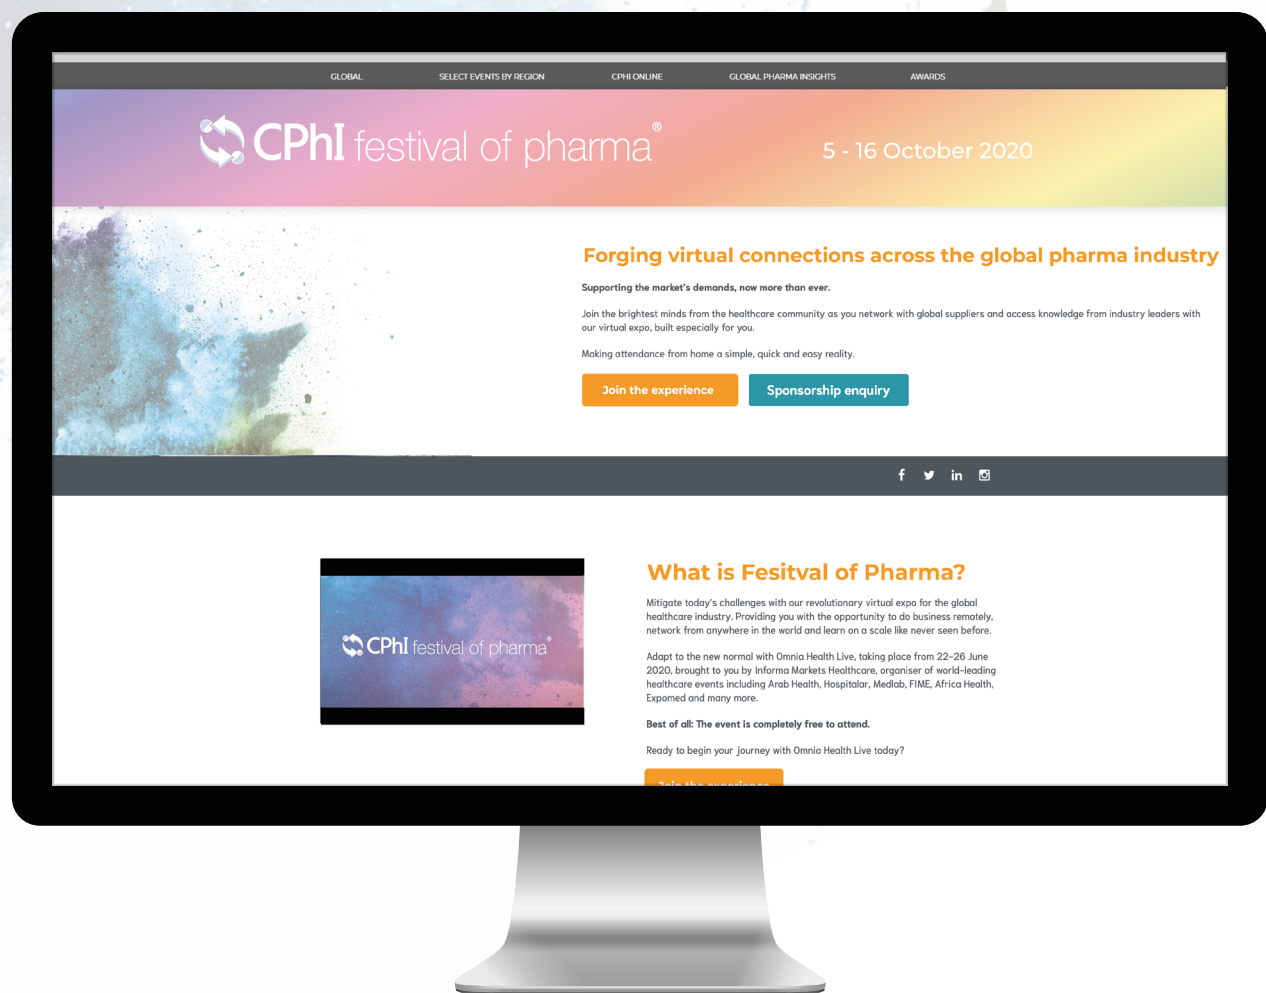 GLOBAL SELECT EVENTS BY REGION CPHI ONLINE GLOBAL PHARMA INSIGHTS AWARDS
CPhI festival of pharma® 5 - 16 October 2020
Forging virtual connections across the global pharma industry
Supporting the market's demands, now more than ever.
Join the brightest minds from the healthcare community as you network with global suppliers and access knowledge from industry leaders with
our virtual expo, built especially for you.
Making attendance from home a simple, quick and easy reality.
Join the experience Sponsorship enquiry
CPhI festival of pharma®
What is Fesitval of Pharma?
Mitigate today's challenges with our revolutionary virtual expo for the global
healthcare industry. Providing you with the opportunity to do business remotely,
network from anywhere in the world and learn on a scale like never seen before.
Adapt to the new normal with Omnia Health Live, taking place from 22-26 June
2020, brought to you by Informa Markets Healthcare, organiser of world-leading
healthcare events including Arab Health, Hospitalar, Medlab, FIME, Africa Health,
Expomed and many more.
Best of all: The event is completely free to attend.
Ready to begin your journey with Omnia Health Live today?
Join the experience